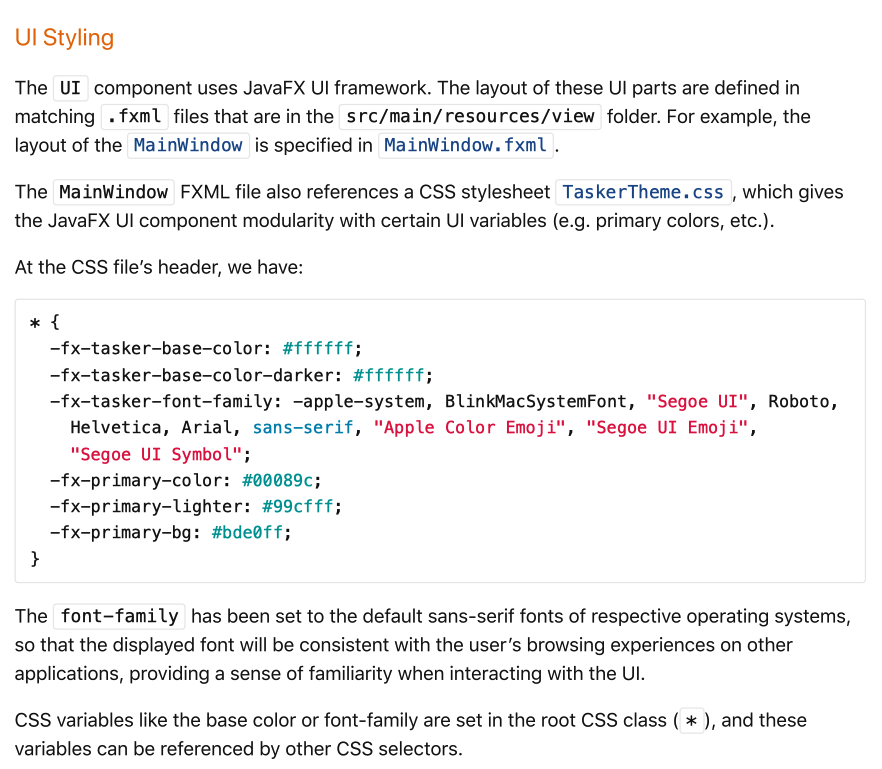 UI Styling
The UI component uses JavaFX UI framework. The layout of these UI parts are defined in
matching .fxml files that are in the src/main/resources/view folder. For example, the
layout of the MainWindow is specified in MainWindow.fxml.
The MainWindow FXML file also references a CSS stylesheet TaskerTheme.css, which gives
the JavaFX UI component modularity with certain UI variables (e.g. primary colors, etc.).
At the CSS file’s header, we have:
* {
  -fx-tasker-base-color: #ffffff;
  -fx-tasker-base-color-darker: #ffffff;
  -fx-tasker-font-family: -apple-system, BlinkMacSystemFont, "Segoe UI", Roboto,
    Helvetica, Arial, sans-serif, "Apple Color Emoji", "Segoe UI Emoji",
    "Segoe UI Symbol";
  -fx-primary-color: #00089c;
  -fx-primary-lighter: #99cfff;
  -fx-primary-bg: #bde0ff;
}
The font-family has been set to the default sans-serif fonts of respective operating systems,
so that the displayed font will be consistent with the user’s browsing experiences on other
applications, providing a sense of familiarity when interacting with the UI.
CSS variables like the base color or font-family are set in the root CSS class (*), and these
variables can be referenced by other CSS selectors.